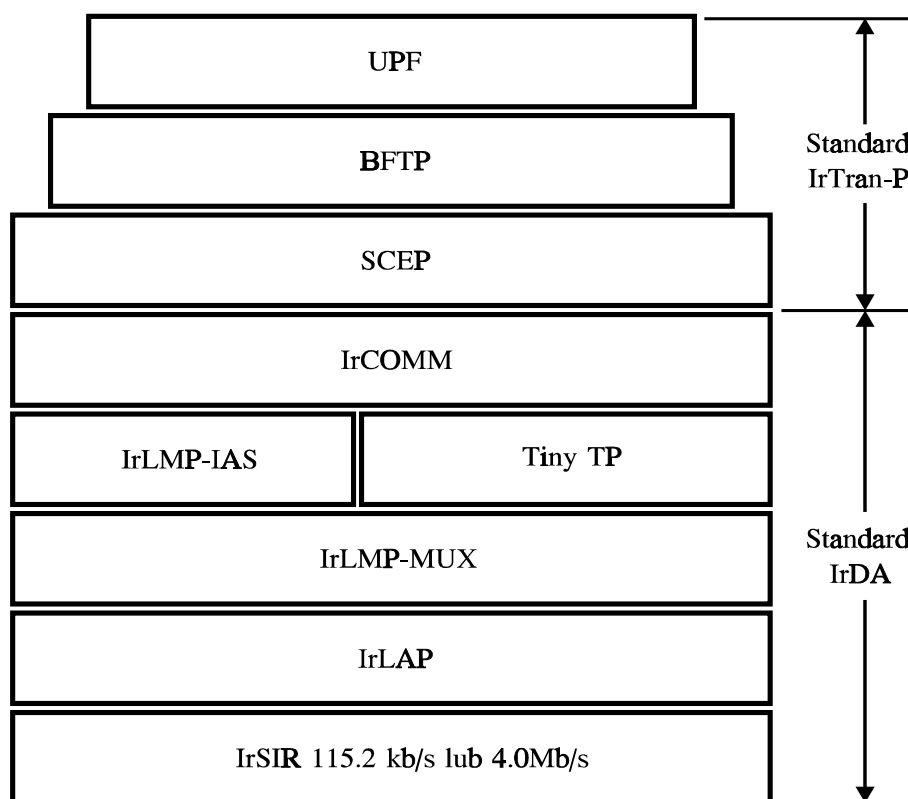 UPF
BFTP
Standard
IrTran-P
SCEP
IrCOMM
IrLMP-IAS
Tiny TP
IrLMP-MUX
Standard
IrDA
IrLAP
IrSIR 115.2 kb/s lub 4.0Mb/s